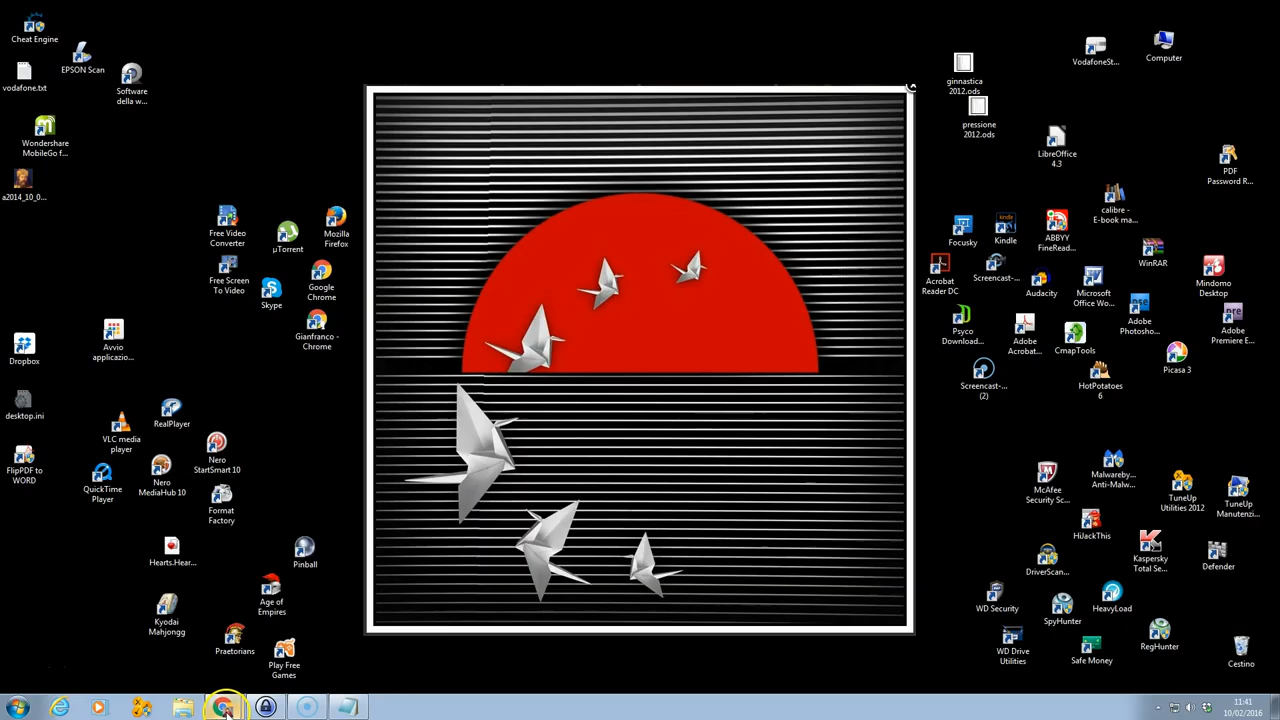 Cheat Engine
EPSON Scan
vodafone.txt
Software
della w...
Wondershare
MobileGo f...
a2014_10_0...
Free Video
Converter
µTorrent
Mozilla
Firefox
Free Screen
To Video
Skype
Google
Chrome
Gianfranco -
Chrome
Dropbox
Avvio
applicazio...
desktop.ini
VLC media
player
RealPlayer
FlipPDF to
WORD
QuickTime
Player
Nero
MediaHub 10
Nero
StartSmart 10
Format
Factory
Hearts.Hear...
Pinball
Kyodai
Mahjongg
Age of
Empires
Praetorians
Play Free
Games
ginnastica
2012.ods
pressione
2012.ods
VodafoneSt...
Computer
LibreOffice
4.3
PDF
Password R...
calibre -
E-book ma...
Focusky
Kindle
ABBYY
FineRead...
WinRAR
Acrobat
Reader DC
Screencast-...
Audacity
Microsoft
Office Wo...
Mindomo
Desktop
Adobe
Photosho...
Adobe
Premiere E...
Psyco
Download...
Adobe
Acrobat...
CmapTools
Picasa 3
Screencast-...
(2)
HotPotatoes
6
McAfee
Security Sc...
Malwareby...
Anti-Malw...
TuneUp
Utilities 2012
TuneUp
Manutenzi...
HiJackThis
DriverScan...
Kaspersky
Total Se...
Defender
WD Security
SpyHunter
HeavyLoad
WD Drive
Utilities
Safe Money
RegHunter
Cestino
11:41
10/02/2016